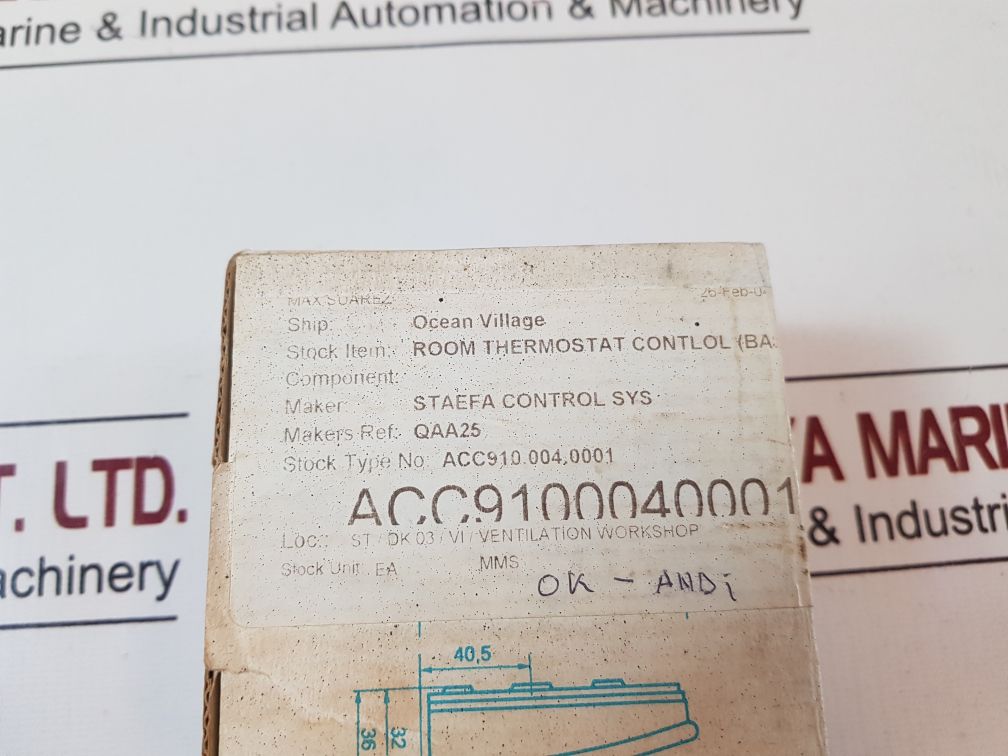 arine & Industrial Automation & Machinery
MAX SUAREZ 26-Feb-0
Ship: Ocean Village
Stock Item: ROOM THERMOSTAT CONTLOL (BA
Component:
Maker STAEFA CONTROL SYS
Makers Ref: QAA25
Stock Type No: ACC910.004.0001
ACC9100040001
Loc: ST / DK 03 / VI / VENTILATION WORKSHOP
Stock Unit: EA MMS
OK - ANDi
40,5
36 32
T. LTD.
achinery
A MARI
& Industri